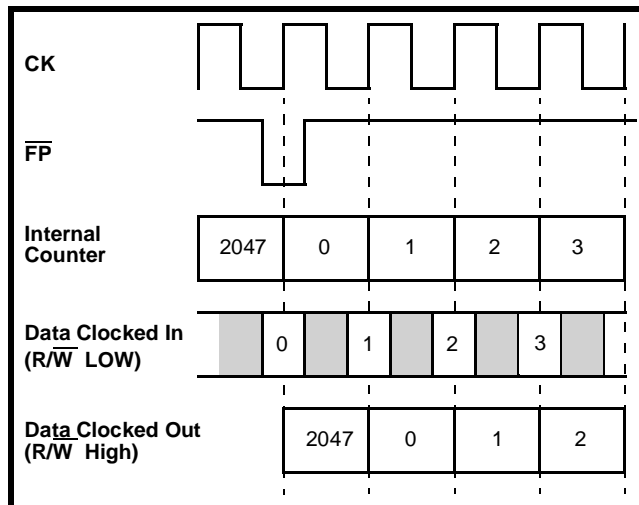 CK
FP
Internal
Counter
2047 0 1 2 3
Data Clocked In
(R/W LOW)
0 1 2 3
Data Clocked Out
(R/W High)
2047 0 1 2